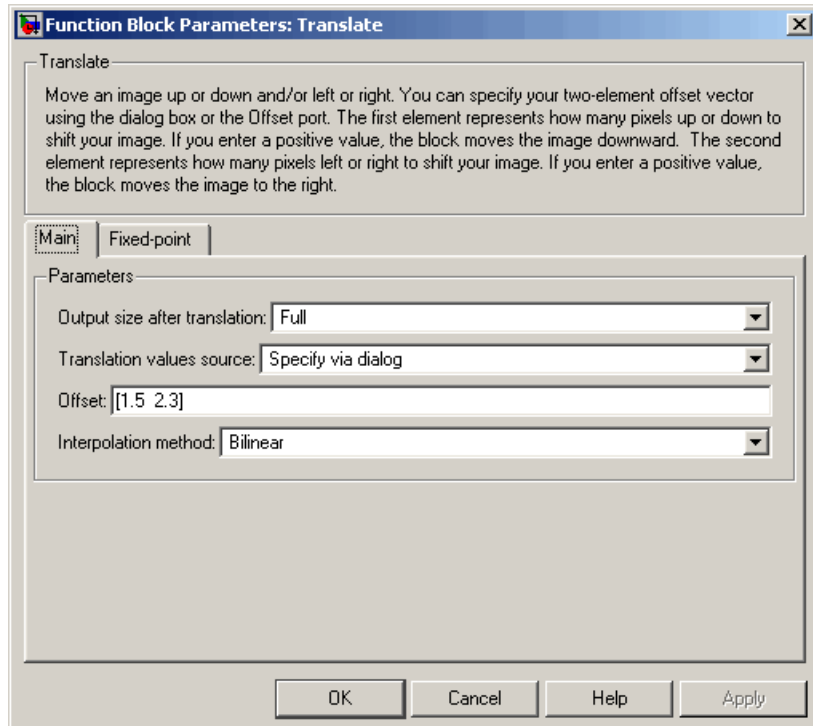 Function Block Parameters: Translate
Translate
Move an image up or down and/or left or right. You can specify your two-element offset vector
using the dialog box or the Offset port. The first element represents how many pixels up or down to
shift your image. If you enter a positive value, the block moves the image downward.  The second
element represents how many pixels left or right to shift your image. If you enter a positive value,
the block moves the image to the right.
Main Fixed-point
Parameters
Output size after translation: Full
Translation values source: Specify via dialog
Offset: [1.5  2.3]
Interpolation method: Bilinear
OK Cancel Help Apply